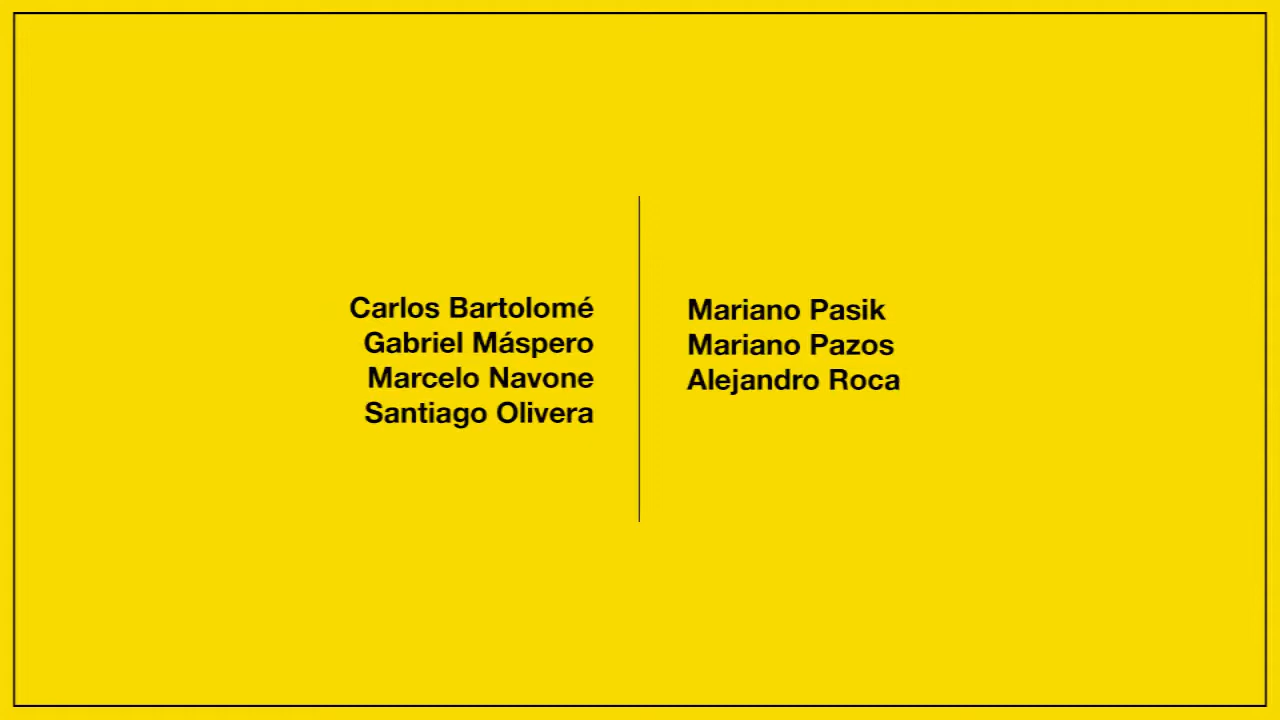 Carlos Bartolomé
Gabriel Máspero
Marcelo Navone
Santiago Olivera
Mariano Pasik
Mariano Pazos
Alejandro Roca